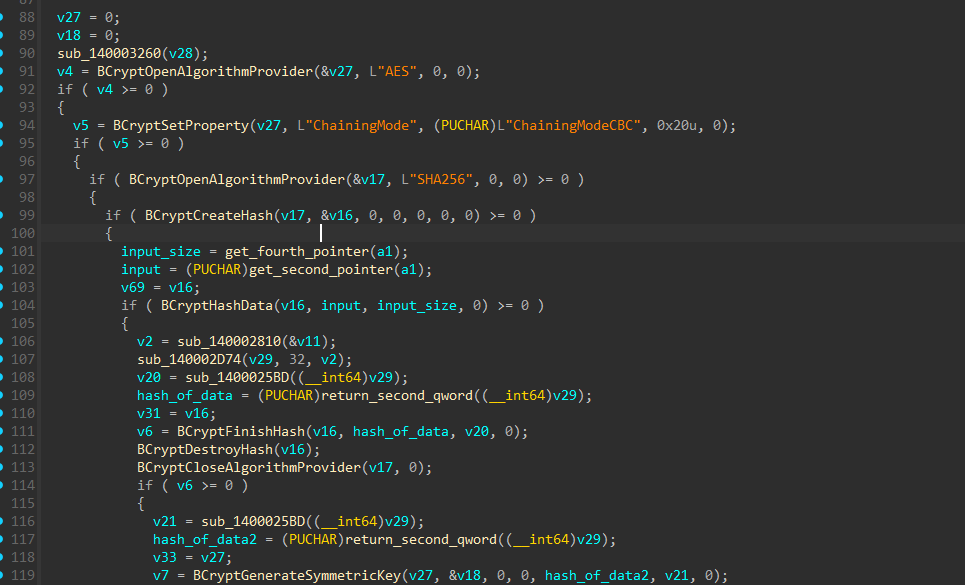 88 v27 = 0;
89 v18 = 0;
90 sub_140003260(v28);
91 v4 = BCryptOpenAlgorithmProvider(&v27, L"AES", 0, 0);
92 if ( v4 >= 0 )
93 {
94 v5 = BCryptSetProperty(v27, L"ChainingMode", (PUCHAR)L"ChainingModeCBC", 0x20u, 0);
95 if ( v5 >= 0 )
96 {
97 if ( BCryptOpenAlgorithmProvider(&v17, L"SHA256", 0, 0) >= 0 )
98 {
99 if ( BCryptCreateHash(v17, &v16, 0, 0, 0, 0, 0) >= 0 )
100 {
101 input_size = get_fourth_pointer(a1);
102 input = (PUCHAR)get_second_pointer(a1);
103 v69 = v16;
104 if ( BCryptHashData(v16, input, input_size, 0) >= 0 )
105 {
106 v2 = sub_140002810(&v11);
107 sub_140002D74(v29, 32, v2);
108 v20 = sub_1400025BD((__int64)v29);
109 hash_of_data = (PUCHAR)return_second_qword((__int64)v29);
110 v31 = v16;
111 v6 = BCryptFinishHash(v16, hash_of_data, v20, 0);
112 BCryptDestroyHash(v16);
113 BCryptCloseAlgorithmProvider(v17, 0);
114 if ( v6 >= 0 )
115 {
116 v21 = sub_1400025BD((__int64)v29);
117 hash_of_data2 = (PUCHAR)return_second_qword((__int64)v29);
118 v33 = v27;
119 v7 = BCryptGenerateSymmetricKey(v27, &v18, 0, 0, hash_of_data2, v21, 0);